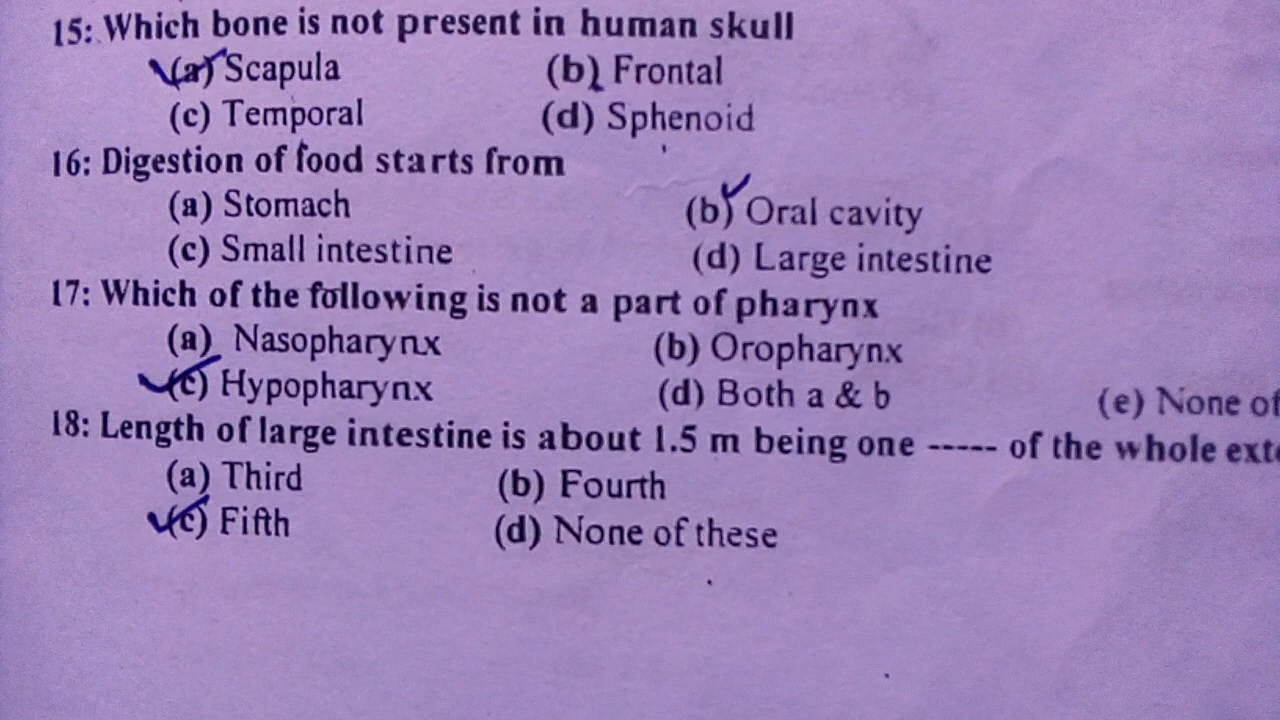 15: Which bone is not present in human skull
(a) Scapula (b) Frontal
(c) Temporal (d) Sphenoid
16: Digestion of food starts from
(a) Stomach (b) Oral cavity
(c) Small intestine (d) Large intestine
17: Which of the following is not a part of pharynx
(a) Nasopharynx (b) Oropharynx
(c) Hypopharynx (d) Both a & b (e) None of
18: Length of large intestine is about 1.5 m being one ----- of the whole
(a) Third (b) Fourth
(c) Fifth (d) None of these